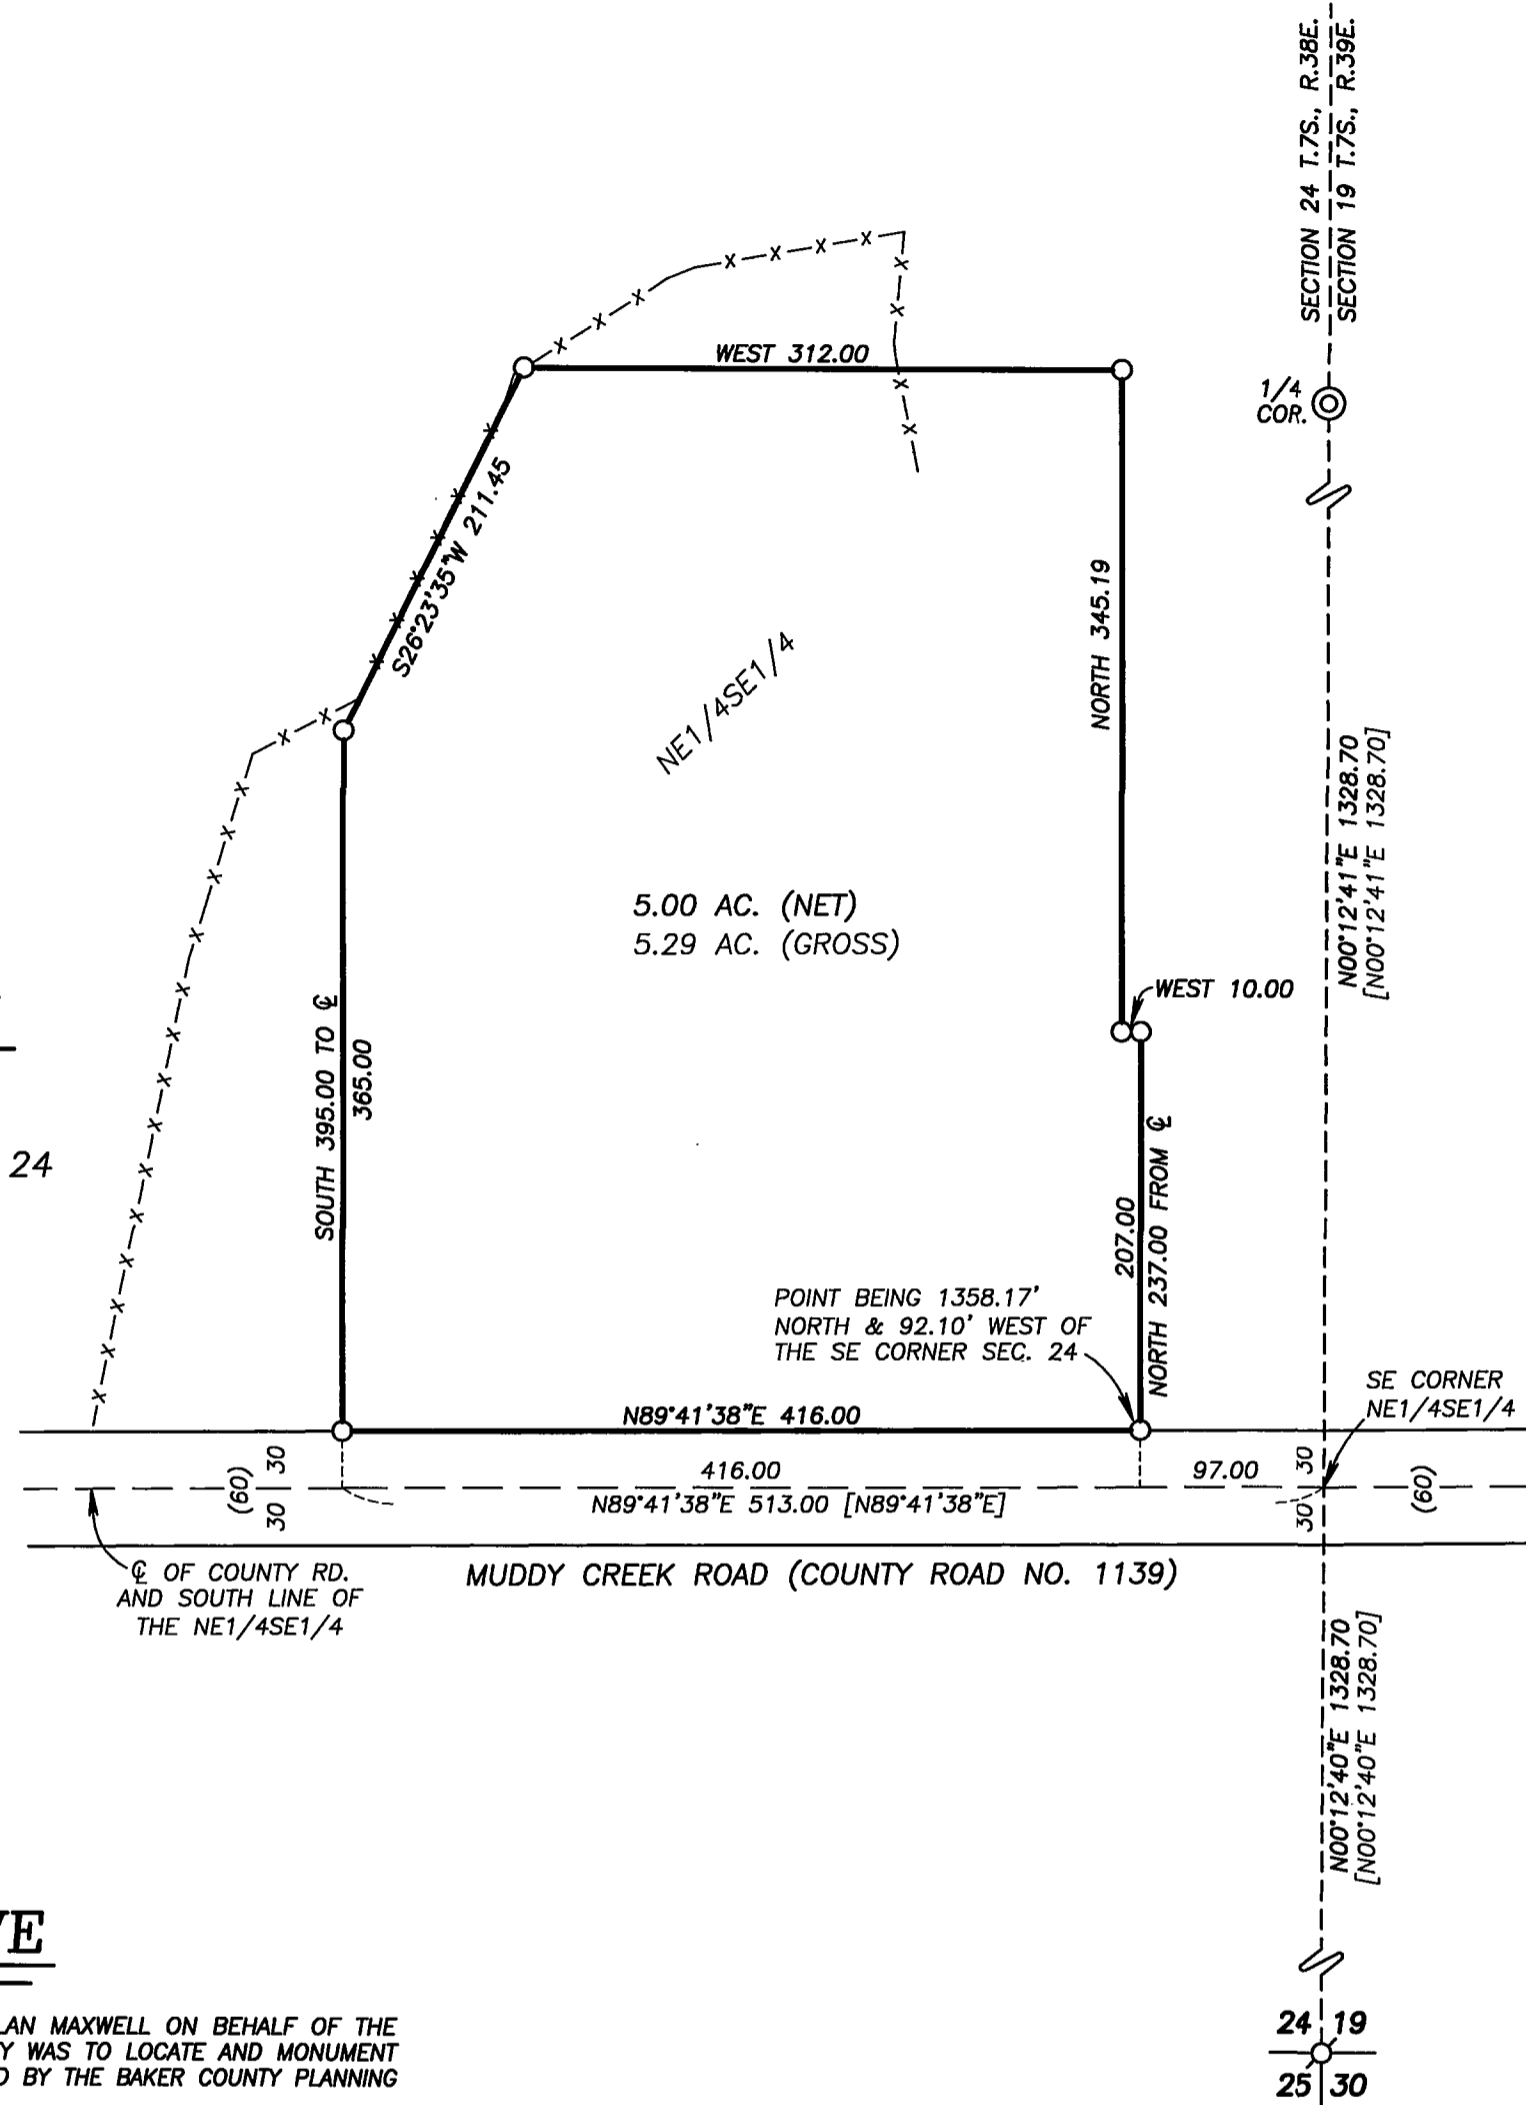 SECTION 24 T.7S., R.38E.
SECTION 19 T.7S., R.39E.
WEST 312.00
1/4
COR.
S26°23'35"W 211.45
NORTH 345.19
NE1/4SE1/4
N00°12'41"E 1328.70
[N00°12'41"E 1328.70]
5.00 AC. (NET)
5.29 AC. (GROSS)
WEST 10.00
SOUTH 395.00 TO ℄
365.00
24
207.00
NORTH 237.00 FROM ℄
POINT BEING 1358.17'
NORTH & 92.10' WEST OF
THE SE CORNER SEC. 24
SE CORNER
NE1/4SE1/4
N89°41'38"E 416.00
(60)
30 30
416.00
97.00
30
30
(60)
N89°41'38"E 513.00 [N89°41'38"E]
℄ OF COUNTY RD.
AND SOUTH LINE OF
THE NE1/4SE1/4
MUDDY CREEK ROAD (COUNTY ROAD NO. 1139)
N00°12'40"E 1328.70
[N00°12'40"E 1328.70]
VE
LAN MAXWELL ON BEHALF OF THE
Y WAS TO LOCATE AND MONUMENT
D BY THE BAKER COUNTY PLANNING
24 19
25 30